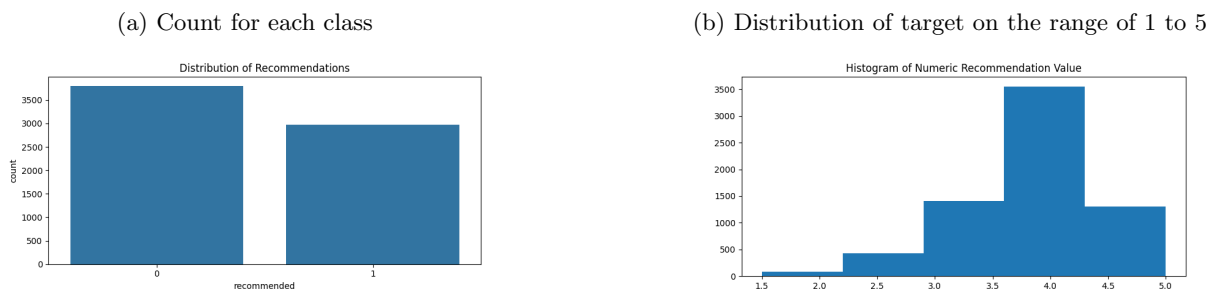 (a) Count for each class
Distribution of Recommendations
3500
3000
2500
2000
1500
1000
500
0
count
0 1
recommended
(b) Distribution of target on the range of 1 to 5
Histogram of Numeric Recommendation Value
3500
3000
2500
2000
1500
1000
500
0
1.5 2.0 2.5 3.0 3.5 4.0 4.5 5.0